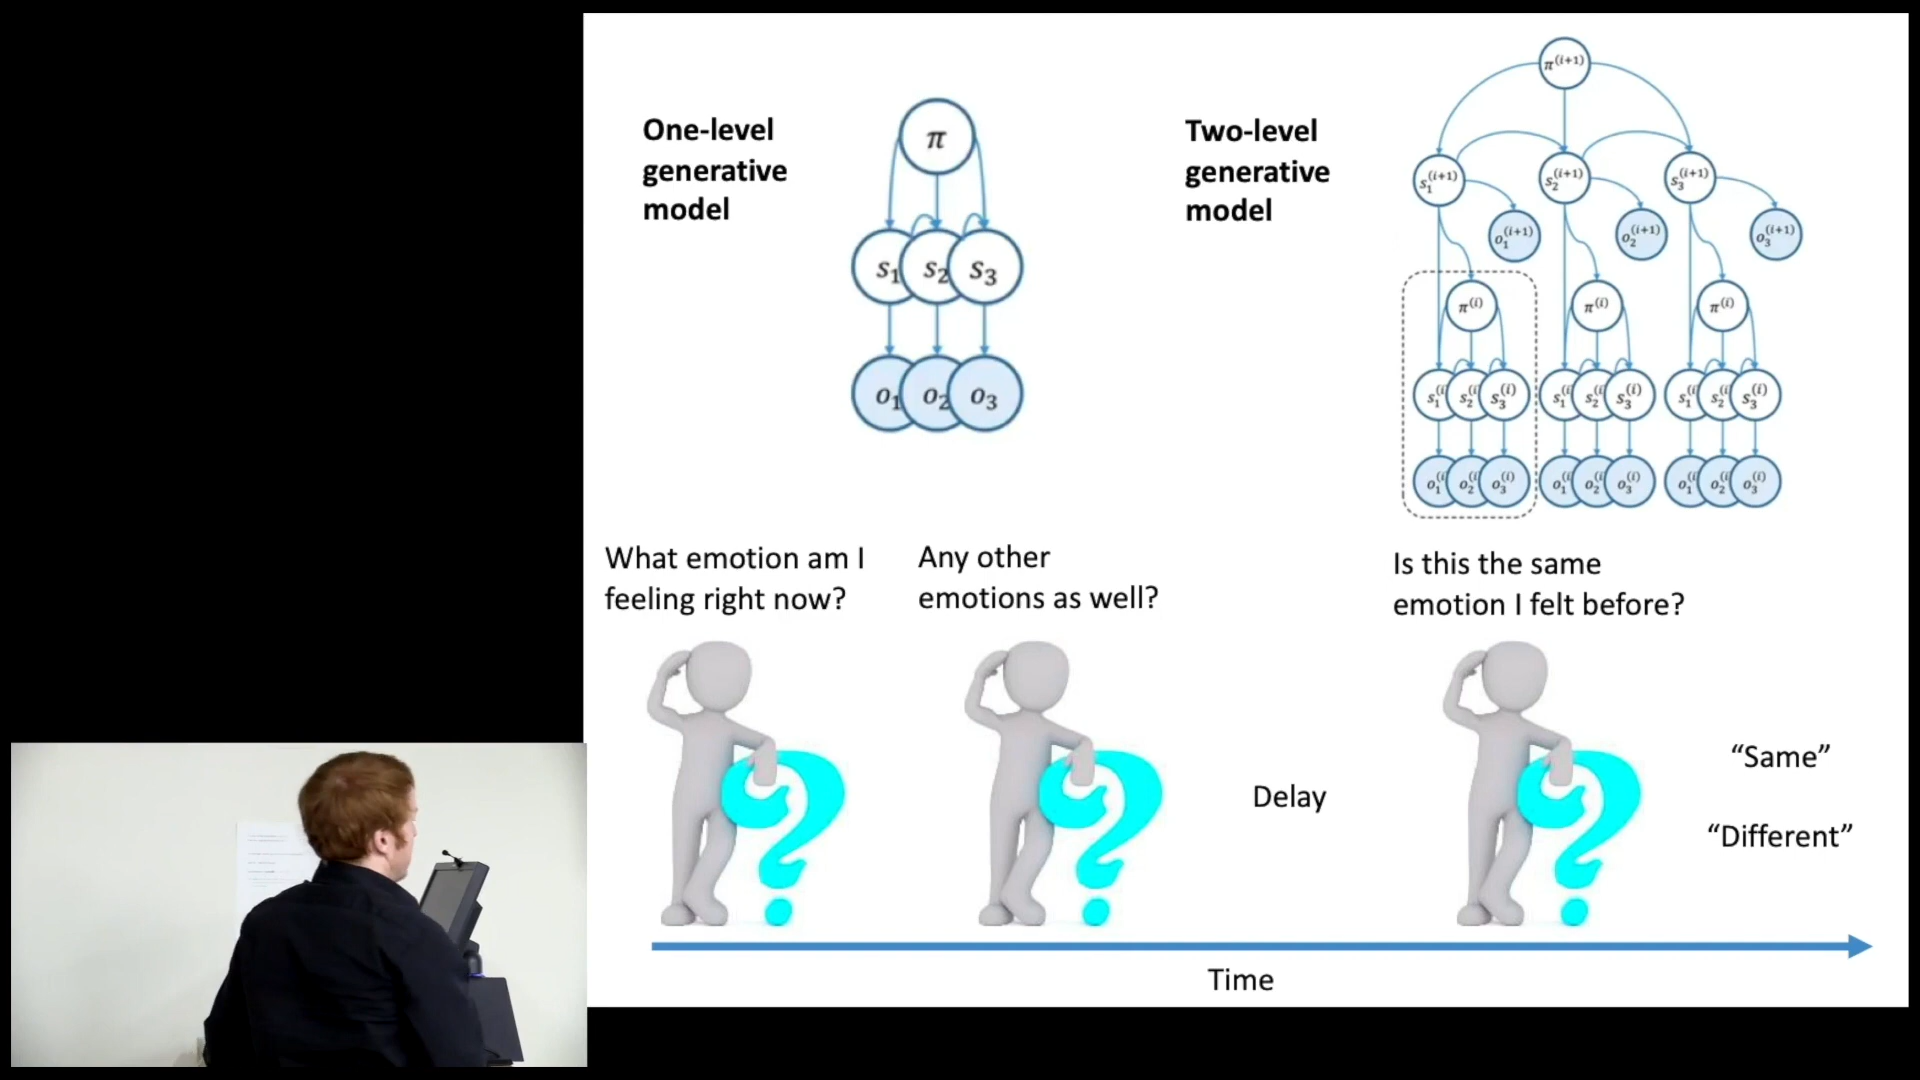 One-level
generative
model
π
s₁ s₂ s₃
o₁ o₂ o₃
Two-level
generative
model
π⁽ⁱ⁺¹⁾
s₁⁽ⁱ⁺¹⁾ s₂⁽ⁱ⁺¹⁾ s₃⁽ⁱ⁺¹⁾
o₁⁽ⁱ⁺¹⁾ o₂⁽ⁱ⁺¹⁾ o₃⁽ⁱ⁺¹⁾
π⁽ⁱ⁾ π⁽ⁱ⁾ π⁽ⁱ⁾
s₁⁽ⁱ s₂⁽ⁱ s₃⁽ⁱ⁾ s₁⁽ⁱ s₂⁽ⁱ s₃⁽ⁱ⁾ s₁⁽ⁱ s₂⁽ⁱ s₃⁽ⁱ⁾
o₁⁽ⁱ o₂⁽ⁱ o₃⁽ⁱ⁾ o₁⁽ⁱ o₂⁽ⁱ o₃⁽ⁱ⁾ o₁⁽ⁱ o₂⁽ⁱ o₃⁽ⁱ⁾
What emotion am I
feeling right now?
Any other
emotions as well?
Is this the same
emotion I felt before?
Delay
“Same”
“Different”
Time